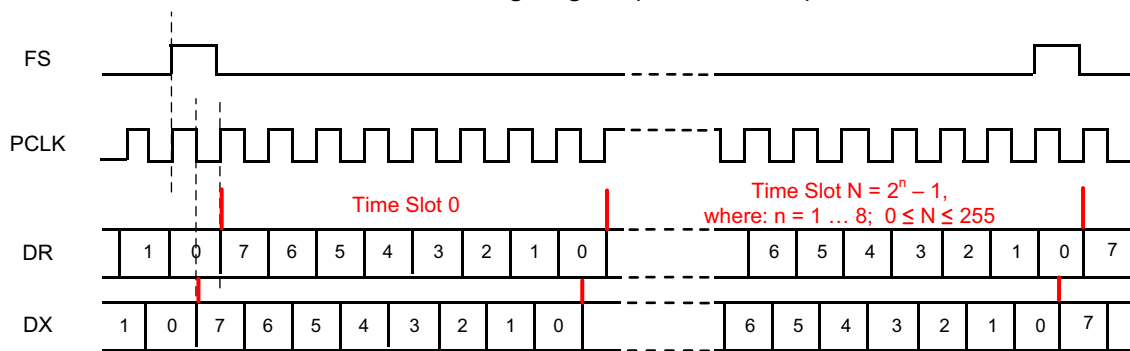 FS
PCLK
Time Slot 0
Time Slot N = 2ⁿ – 1,
where: n = 1 … 8; 0 ≤ N ≤ 255
DR 1 0 7 6 5 4 3 2 1 0 6 5 4 3 2 1 0 7
DX 1 0 7 6 5 4 3 2 1 0 6 5 4 3 2 1 0 7